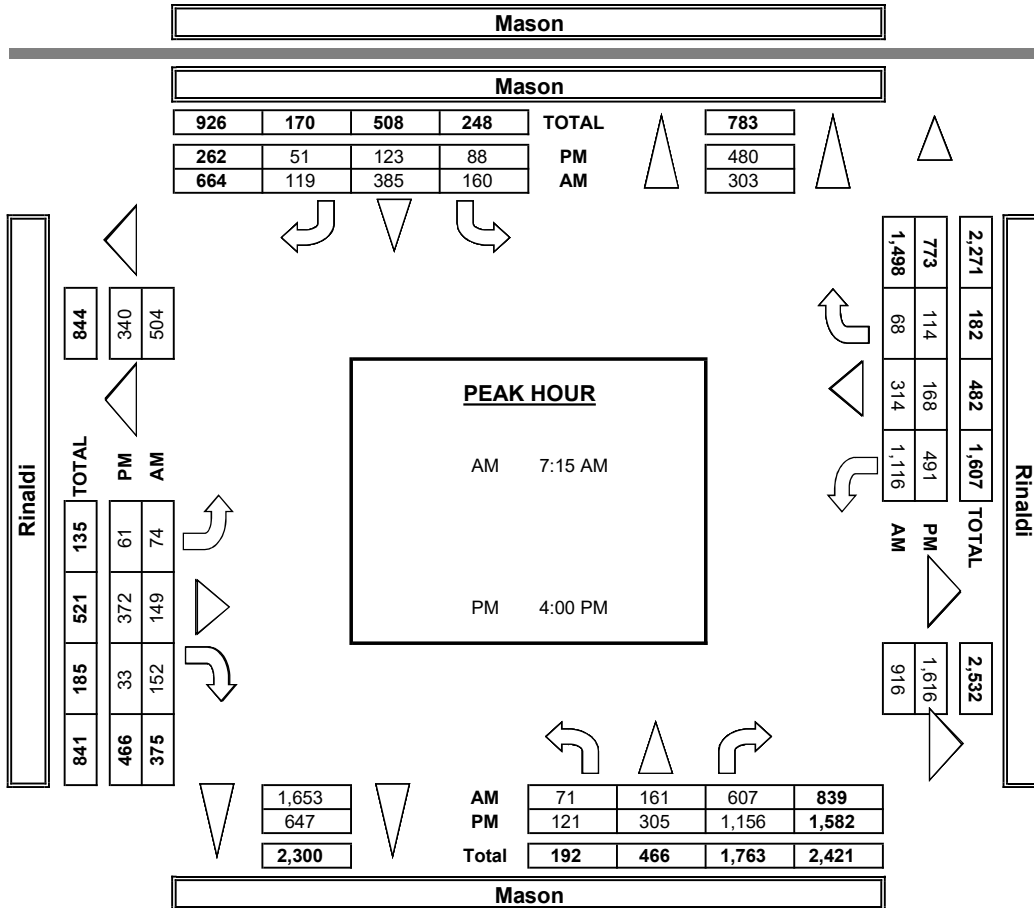 Mason
Mason
926 170 508 248 TOTAL 783
262 51 123 88 PM 480
664 119 385 160 AM 303
Rinaldi
844 340 504
TOTAL PM AM
135 61 74
521 372 149
185 33 152
841 466 375
PEAK HOUR
AM 7:15 AM
PM 4:00 PM
1,498 773 2,271
68 114 182
314 168 482
1,116 491 1,607
AM PM TOTAL
916 1,616 2,532
Rinaldi
1,653 AM 71 161 607 839
647 PM 121 305 1,156 1,582
2,300 Total 192 466 1,763 2,421
Mason